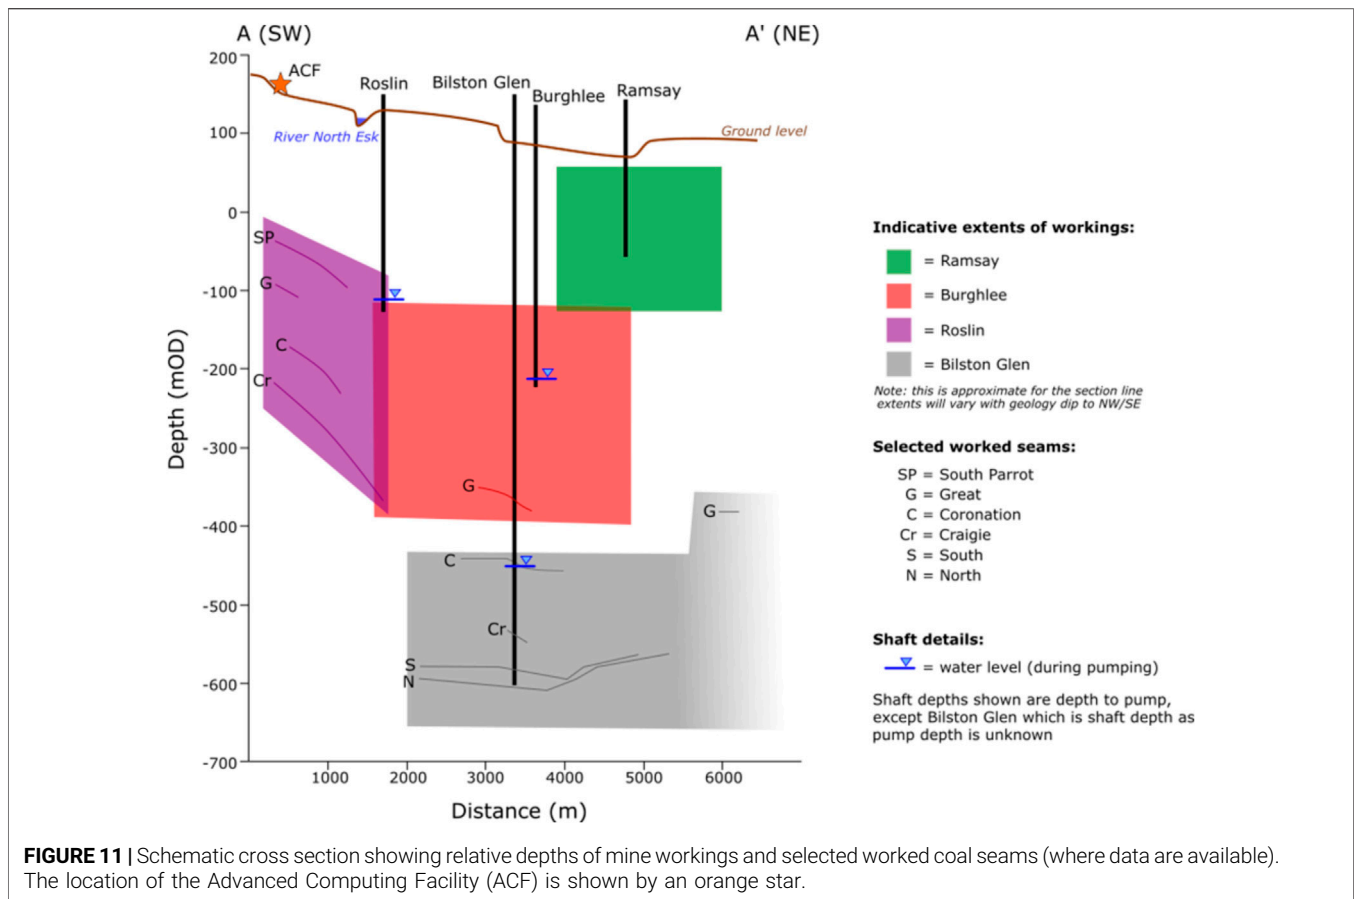 A (SW)
A' (NE)
ACF
Roslin
Bilston Glen
Burghlee
Ramsay
River North Esk
Ground level
200
100
0
-100
-200
-300
-400
-500
-600
-700
Depth (mOD)
SP
G
C
Cr
G
G
C
Cr
S
N
1000
2000
3000
4000
5000
6000
Distance (m)
Indicative extents of workings:
= Ramsay
= Burghlee
= Roslin
= Bilston Glen
Note: this is approximate for the section line
extents will vary with geology dip to NW/SE
Selected worked seams:
SP = South Parrot
G = Great
C = Coronation
Cr = Craigie
S = South
N = North
Shaft details:
= water level (during pumping)
Shaft depths shown are depth to pump,
except Bilston Glen which is shaft depth as
pump depth is unknown
FIGURE 11 | Schematic cross section showing relative depths of mine workings and selected worked coal seams (where data are available).
The location of the Advanced Computing Facility (ACF) is shown by an orange star.